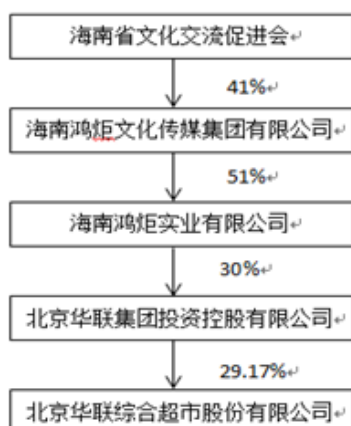 海南省文化交流促进会
41%
海南鸿炬文化传媒集团有限公司
51%
海南鸿炬实业有限公司
30%
北京华联集团投资控股有限公司
29.17%
北京华联综合超市股份有限公司